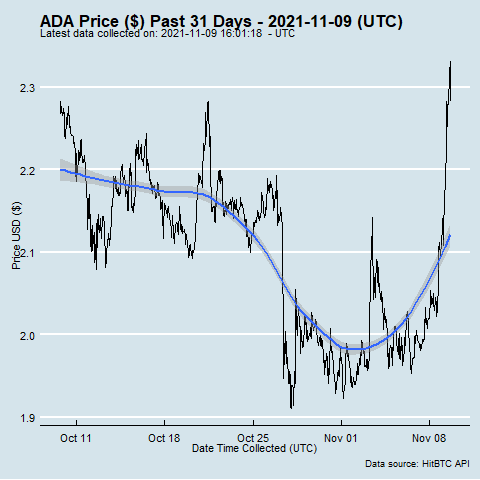 ADA Price ($) Past 31 Days - 2021-11-09 (UTC)
Latest data collected on: 2021-11-09 16:01:18  - UTC
2.3
2.2
2.1
2.0
1.9
Price USD ($)
Oct 11
Oct 18
Oct 25
Nov 01
Nov 08
Date Time Collected (UTC)
Data source: HitBTC API